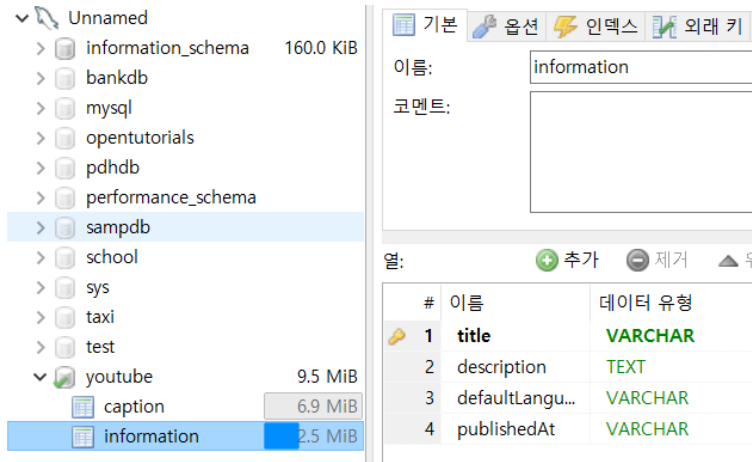 Unnamed
information_schema 160.0 KiB
bankdb
mysql
opentutorials
pdhdb
performance_schema
sampdb
school
sys
taxi
test
youtube 9.5 MiB
caption 6.9 MiB
information 2.5 MiB
기본 옵션 인덱스 외래 키
이름: information
코멘트:
열: 추가 제거
# 이름 데이터 유형
1 title VARCHAR
2 description TEXT
3 defaultLangu... VARCHAR
4 publishedAt VARCHAR